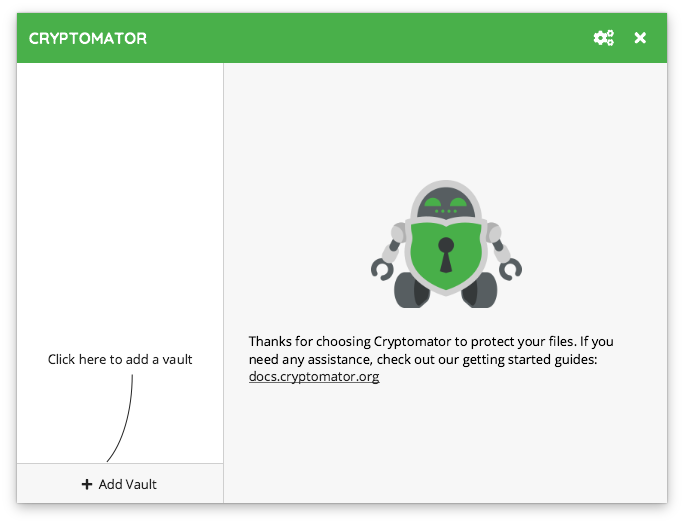 CRYPTOMATOR
Click here to add a vault
Add Vault
Thanks for choosing Cryptomator to protect your files. If you
need any assistance, check out our getting started guides:
docs.cryptomator.org